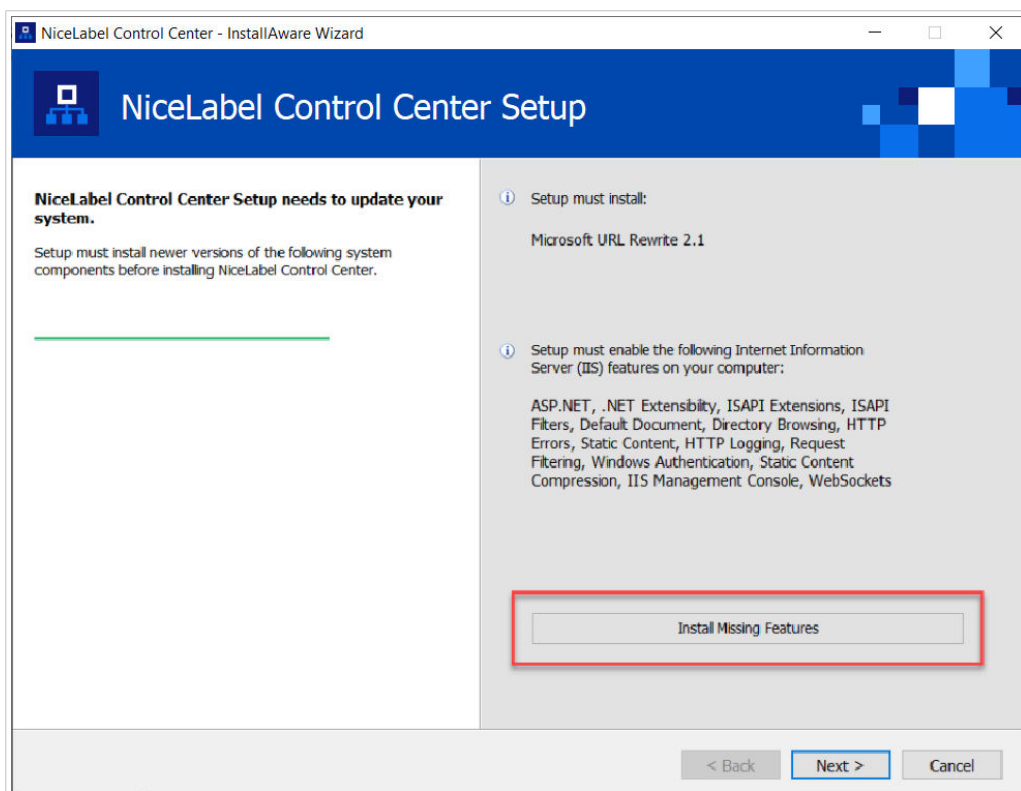 NiceLabel Control Center - InstallAware Wizard
NiceLabel Control Center Setup
NiceLabel Control Center Setup needs to update your
system.
Setup must install newer versions of the following system
components before installing NiceLabel Control Center.
Setup must install:
Microsoft URL Rewrite 2.1
Setup must enable the following Internet Information
Server (IIS) features on your computer:
ASP.NET, .NET Extensibility, ISAPI Extensions, ISAPI
Filters, Default Document, Directory Browsing, HTTP
Errors, Static Content, HTTP Logging, Request
Filtering, Windows Authentication, Static Content
Compression, IIS Management Console, WebSockets
Install Missing Features
< Back
Next >
Cancel